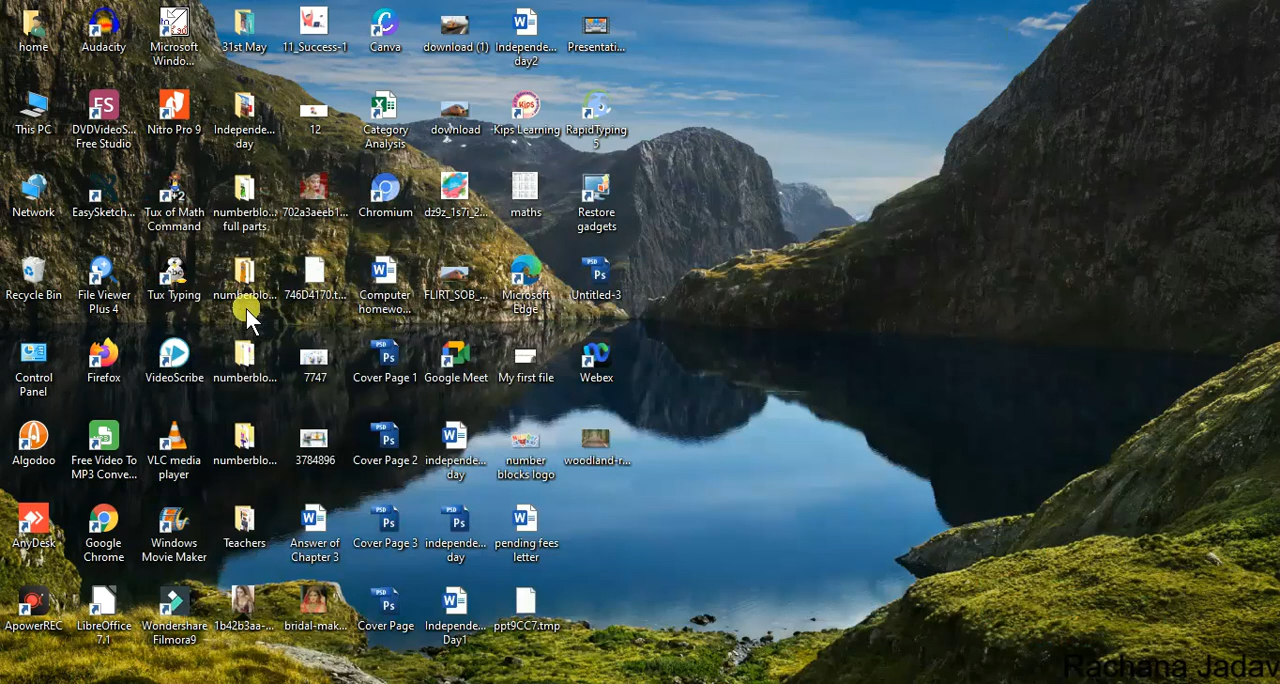 home
Audacity
Microsoft
Windo...
31st May
11_Success-1
Canva
download (1)
Independe...
day2
Presentati...
This PC
DVDVideoS...
Free Studio
Nitro Pro 9
Independe...
day
12
Category
Analysis
download
Kips Learning
RapidTyping
5
Network
EasySketch...
Tux of Math
Command
numberblo...
full parts
702a3aeeb1...
Chromium
dz9z_1s7i_2...
maths
Restore
gadgets
Recycle Bin
File Viewer
Plus 4
Tux Typing
numberblo...
746D4170.t...
Computer
homewo...
FLIRT_SOB_...
Microsoft
Edge
Untitled-3
Control
Panel
Firefox
VideoScribe
numberblo...
7747
Cover Page 1
Google Meet
My first file
Webex
Algodoo
Free Video To
MP3 Conve...
VLC media
player
numberblo...
3784896
Cover Page 2
independe...
day
number
blocks logo
woodland-r...
AnyDesk
Google
Chrome
Windows
Movie Maker
Teachers
Answer of
Chapter 3
Cover Page 3
independe...
day
pending fees
letter
ApowerREC
LibreOffice
7.1
Wondershare
Filmora9
1b42b3aa-...
bridal-mak...
Cover Page
Independe...
Day1
ppt9CC7.tmp
Rachana Jadav